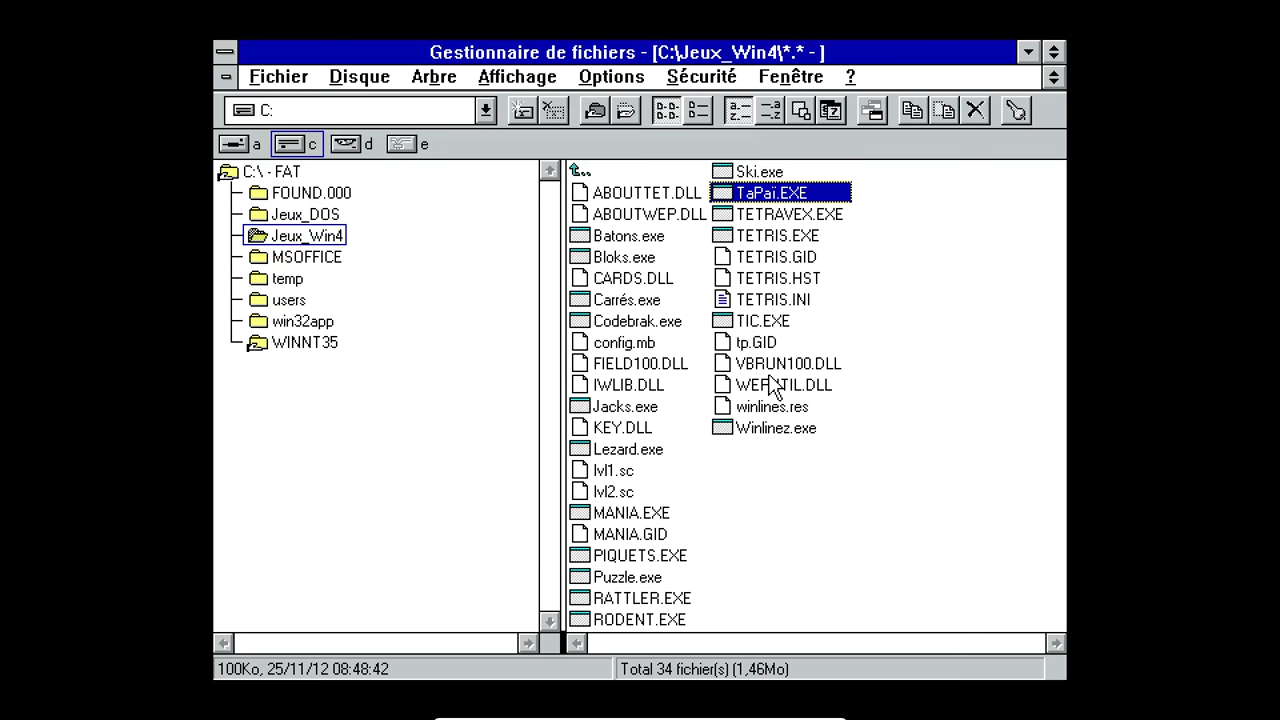 Gestionnaire de fichiers - [C:\Jeux_Win4\*.* - ]
Fichier Disque Arbre Affichage Options Sécurité Fenêtre ?
C:
a c d e
C:\ - FAT
FOUND.000
Jeux_DOS
Jeux_Win4
MSOFFICE
temp
users
win32app
WINNT35
..
ABOUTTET.DLL
ABOUTWEP.DLL
Batons.exe
Bloks.exe
CARDS.DLL
Carrés.exe
Codebrak.exe
config.mb
FIELD100.DLL
IWLIB.DLL
Jacks.exe
KEY.DLL
Lezard.exe
lvl1.sc
lvl2.sc
MANIA.EXE
MANIA.GID
PIQUETS.EXE
Puzzle.exe
RATTLER.EXE
RODENT.EXE
Ski.exe
TaPaï.EXE
TETRAVEX.EXE
TETRIS.EXE
TETRIS.GID
TETRIS.HST
TETRIS.INI
TIC.EXE
tp.GID
VBRUN100.DLL
WEPUTIL.DLL
winlines.res
Winlinez.exe
100Ko, 25/11/12 08:48:42
Total 34 fichier(s) (1,46Mo)